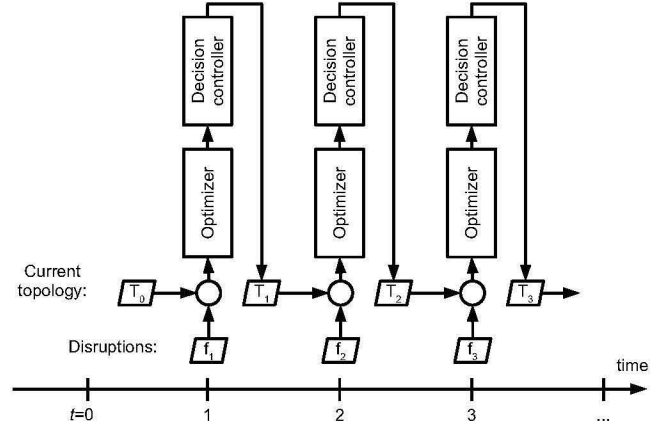 Decision controller
Decision controller
Decision controller
Optimizer
Optimizer
Optimizer
Current
topology:
T₀
T₁
T₂
T₃
Disruptions:
f₁
f₂
f₃
time
t=0
1
2
3
...